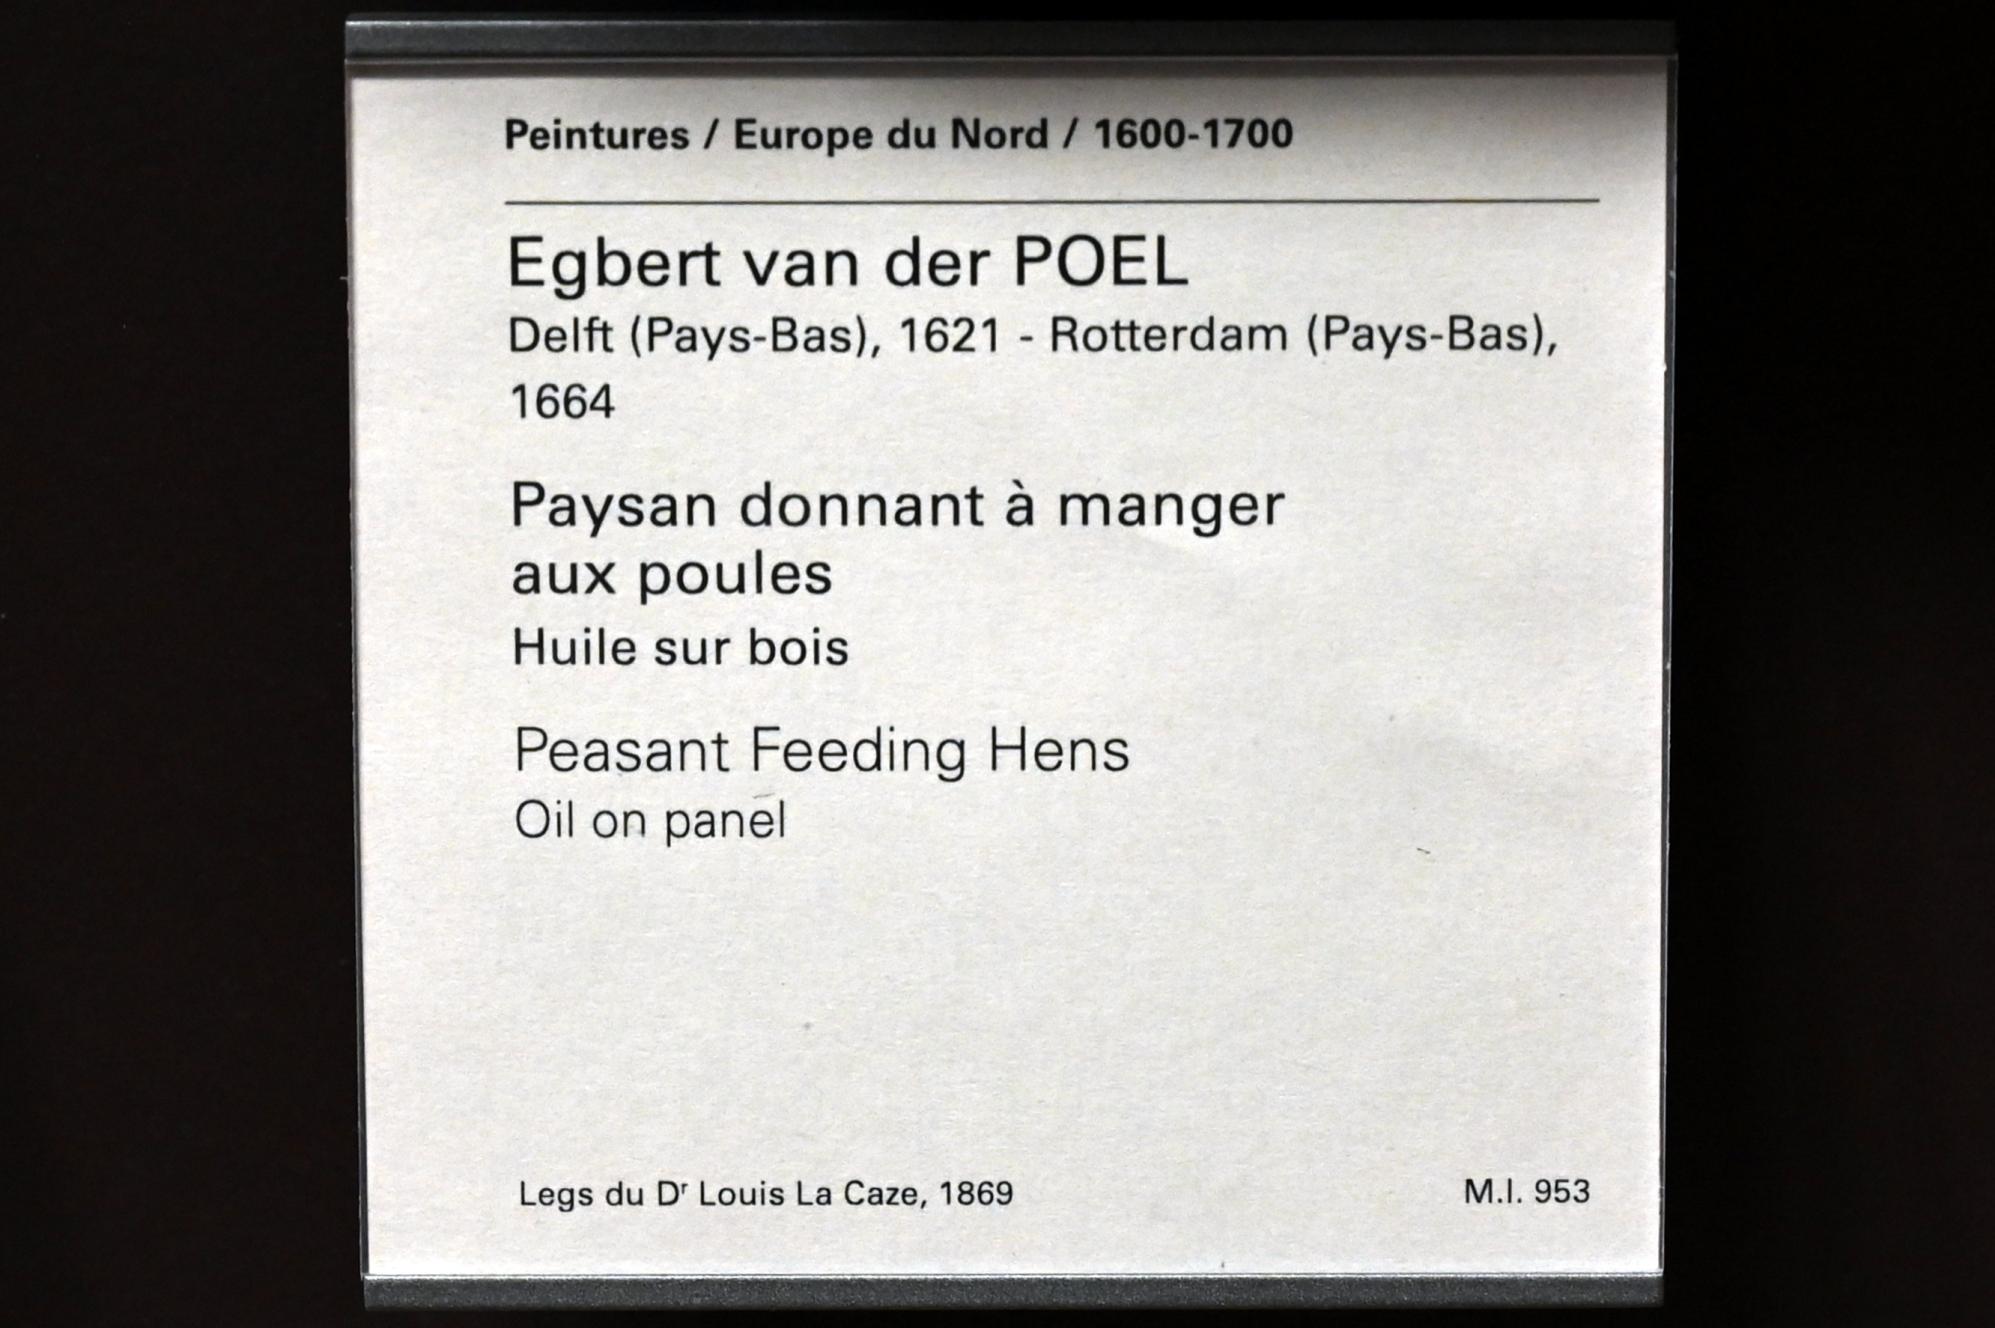 Peintures / Europe du Nord / 1600-1700
Egbert van der POEL
Delft (Pays-Bas), 1621 - Rotterdam (Pays-Bas),
1664
Paysan donnant à manger
aux poules
Huile sur bois
Peasant Feeding Hens
Oil on panel
Legs du Dʳ Louis La Caze, 1869
M.I. 953